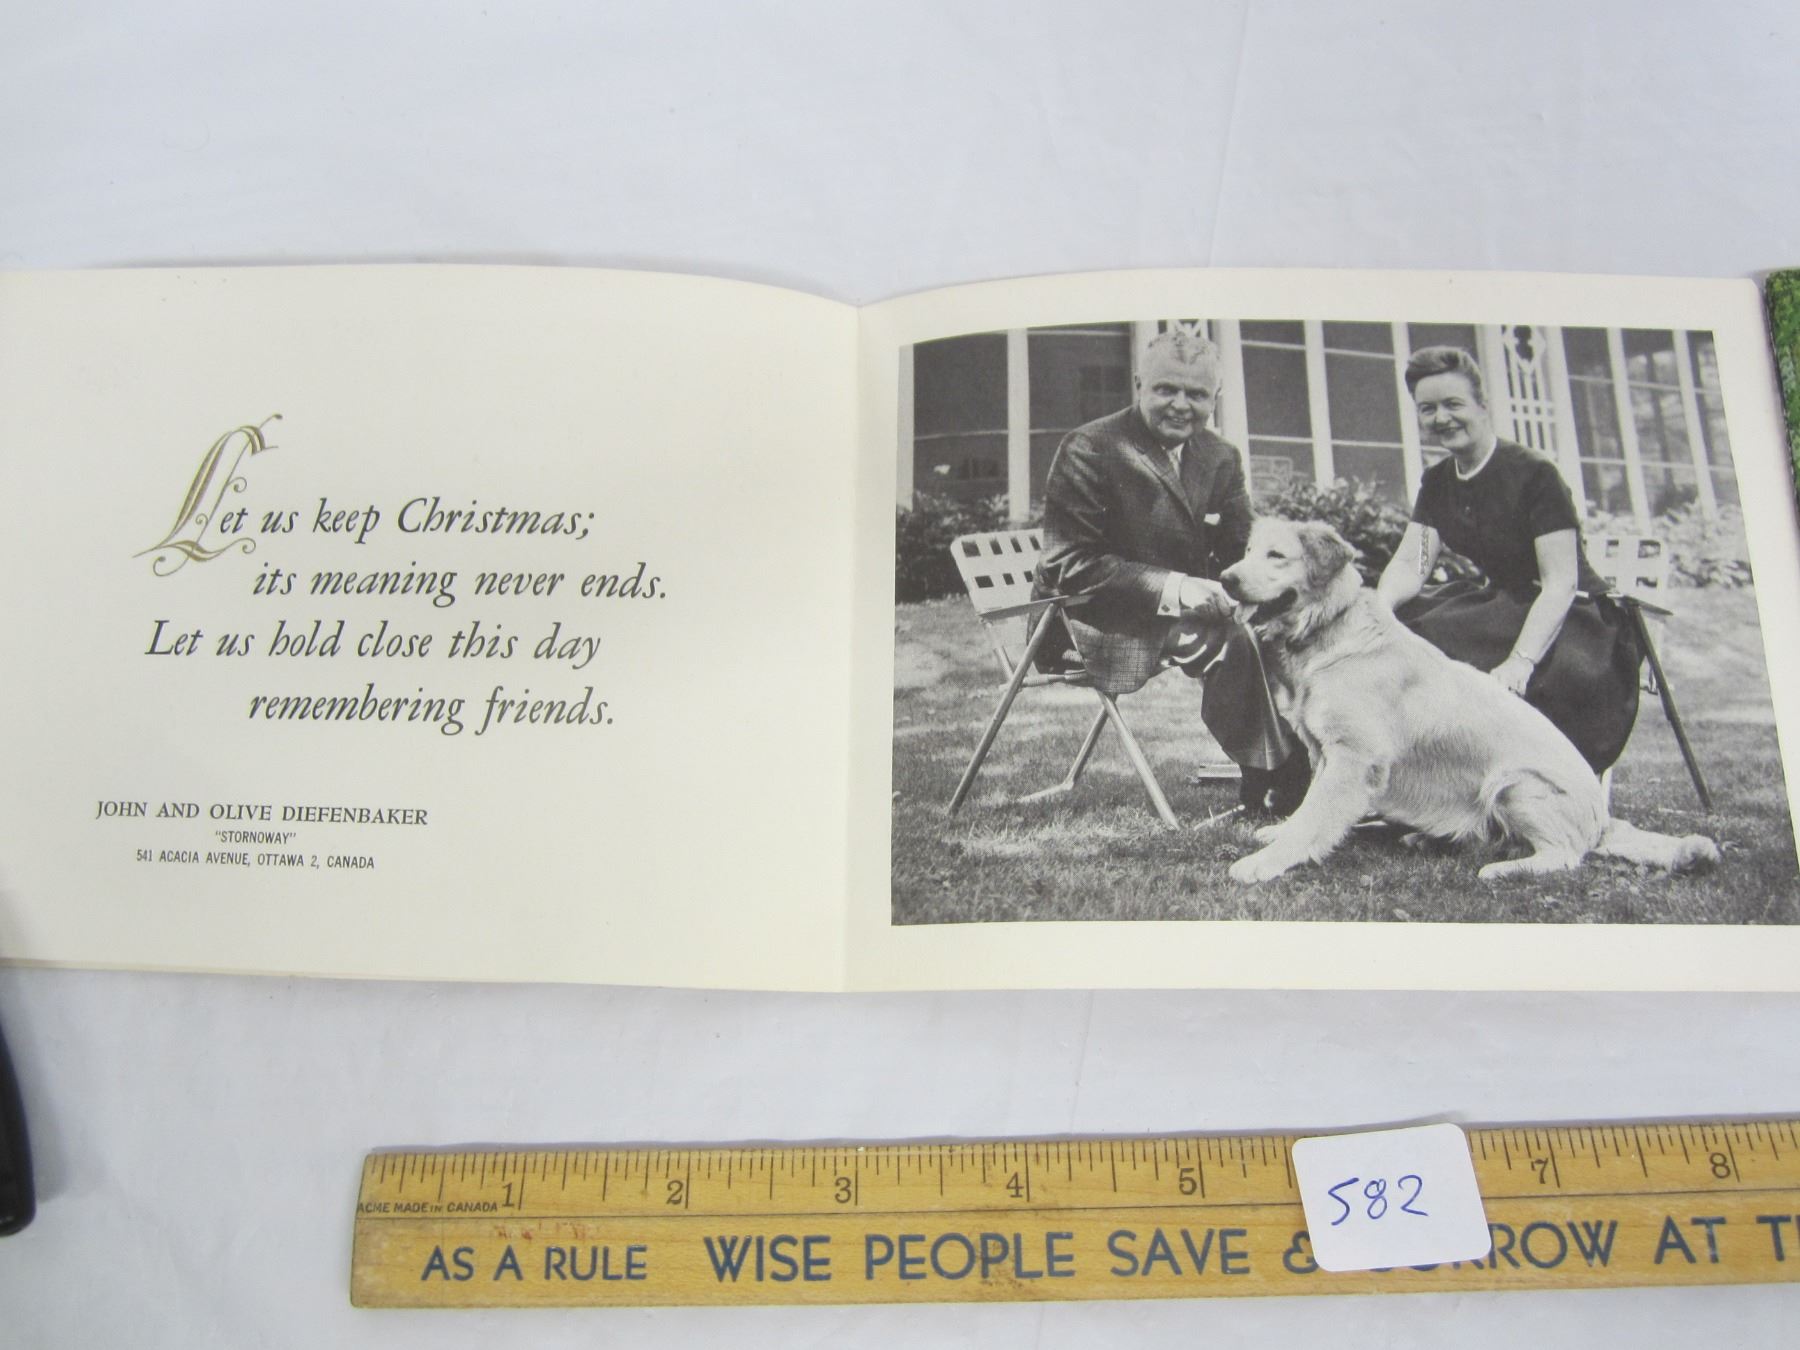 Let us keep Christmas;
its meaning never ends.
Let us hold close this day
remembering friends.
JOHN AND OLIVE DIEFENBAKER
"STORNOWAY"
541 ACACIA AVENUE, OTTAWA 2, CANADA
1 2 3 4 5 7 8
ACME MADE IN CANADA
582
AS A RULE WISE PEOPLE SAVE & RROW AT T